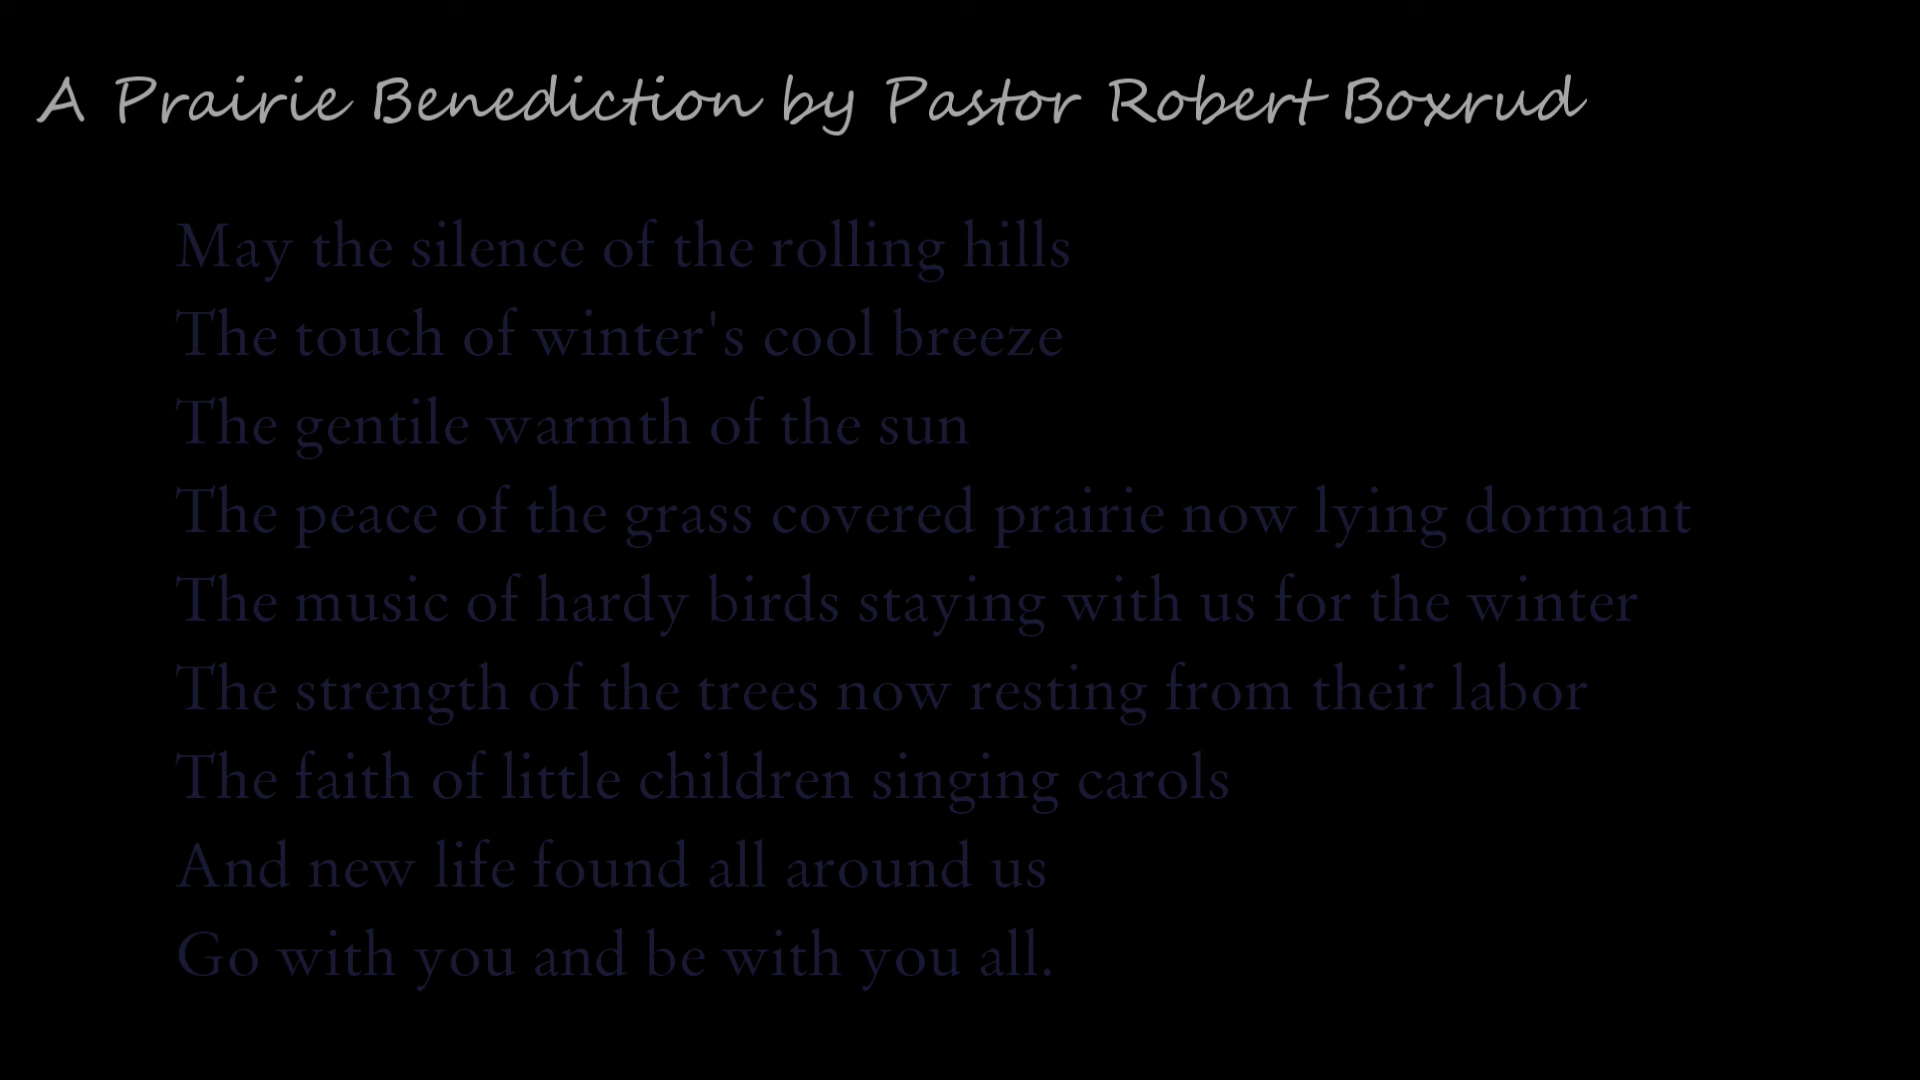 A Prairie Benediction by Pastor Robert Boxrud
May the silence of the rolling hills
The touch of winter's cool breeze
The gentile warmth of the sun
The peace of the grass covered prairie now lying dormant
The music of hardy birds staying with us for the winter
The strength of the trees now resting from their labor
The faith of little children singing carols
And new life found all around us
Go with you and be with you all.